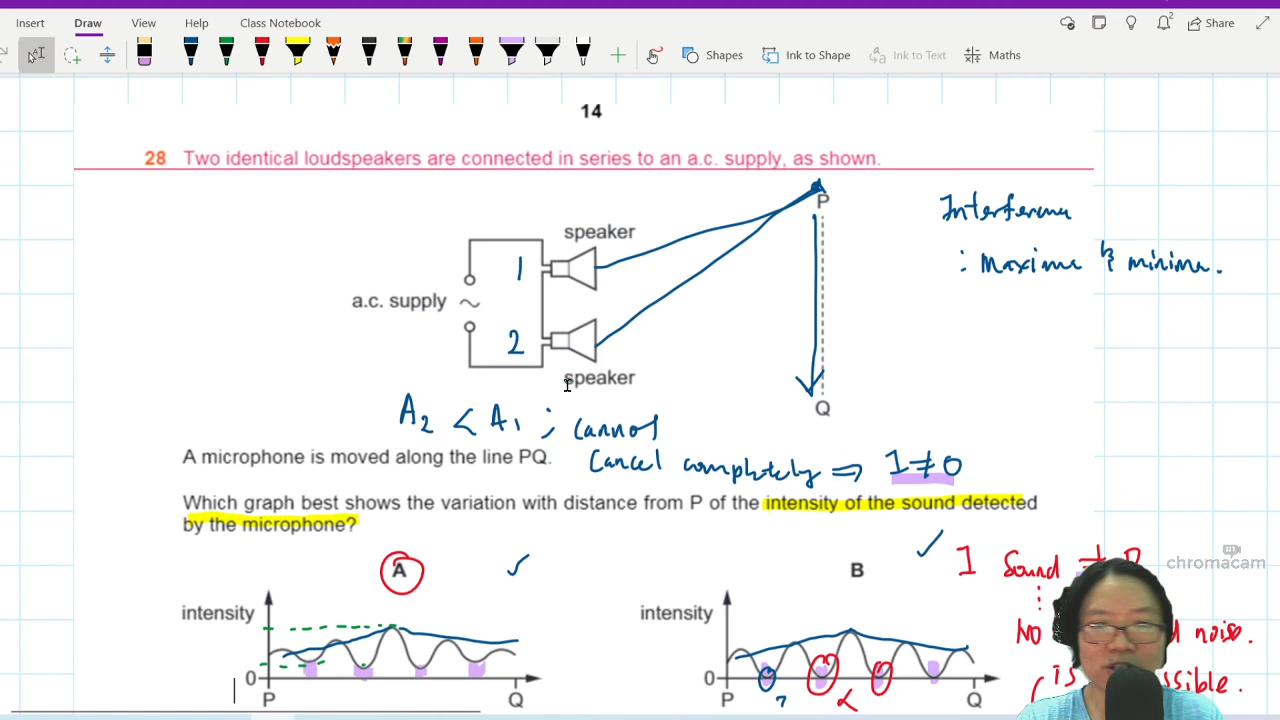 Insert Draw View Help Class Notebook
Share
Shapes Ink to Shape Ink to Text Maths
14
28 Two identical loudspeakers are connected in series to an a.c. supply, as shown.
P
Interference
: Maxima & minima.
speaker
1
a.c. supply
2
speaker
Q
A2 < A1 ; cannot
A microphone is moved along the line PQ.
cancel completely ⇒ I ≠ 0
Which graph best shows the variation with distance from P of the intensity of the sound detected
by the microphone?
A ✓
B ✓
I sound
chromacam
intensity
intensity
No noise.
0
0
is
P Q
P Q